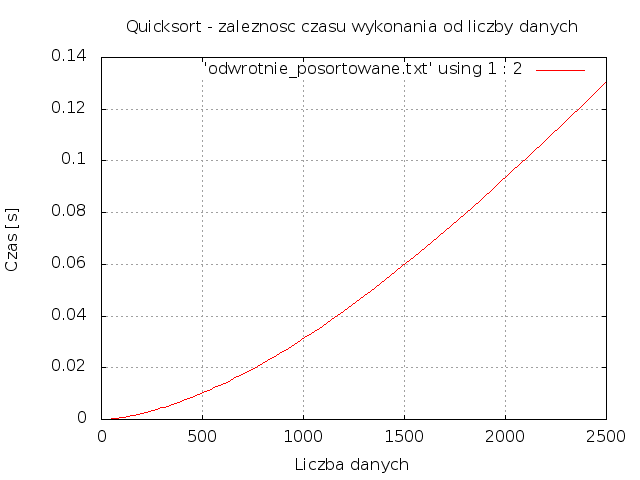 Quicksort - zaleznosc czasu wykonania od liczby danych
'odwrotnie_posortowane.txt' using 1 : 2
0.14
0.12
0.1
0.08
0.06
0.04
0.02
0
Czas [s]
0 500 1000 1500 2000 2500
Liczba danych